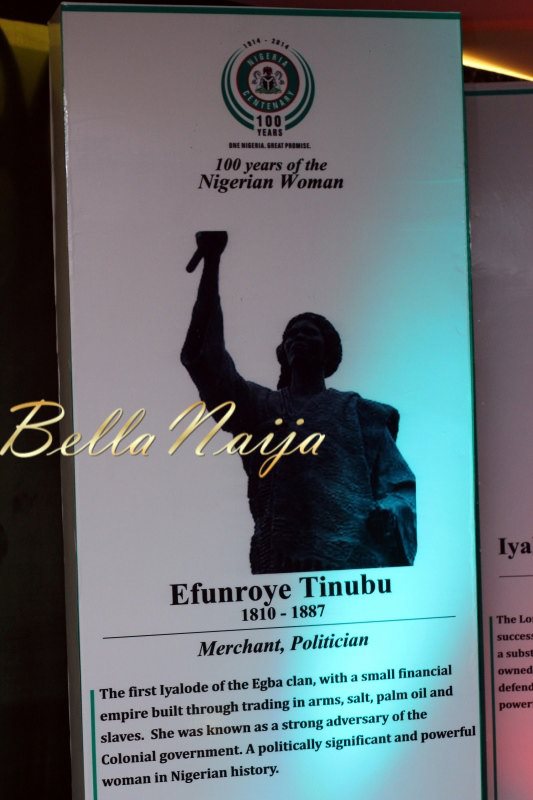 1914 - 2014
NIGERIA
CENTENARY
100
YEARS
ONE NIGERIA. GREAT PROMISE.
100 years of the
Nigerian Woman
BellaNaija
Efunroye Tinubu
1810 - 1887
Merchant, Politician
The first Iyalode of the Egba clan, with a small financial
empire built through trading in arms, salt, palm oil and
slaves. She was known as a strong adversary of the
Colonial government. A politically significant and powerful
woman in Nigerian history.
Iya
The Lo
success
a subst
owned
defend
power